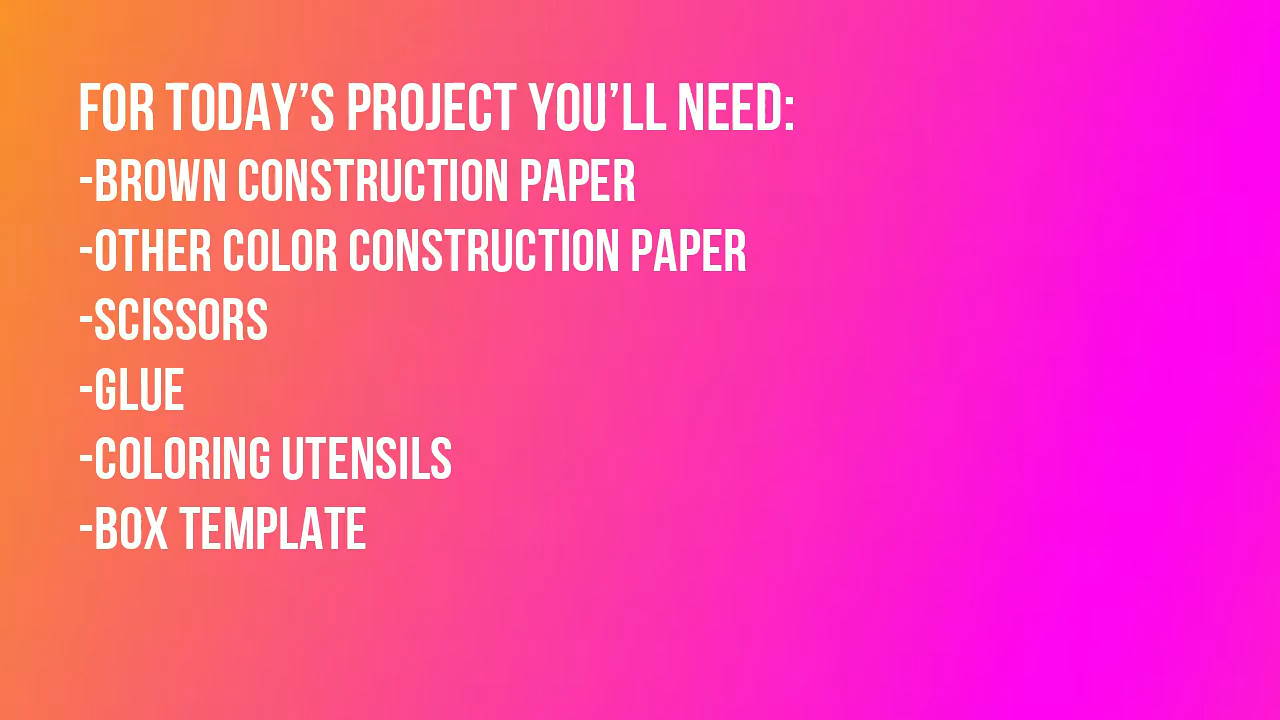 FOR TODAY’S PROJECT YOU’LL NEED:
-BROWN CONSTRUCTION PAPER
-OTHER COLOR CONSTRUCTION PAPER
-SCISSORS
-GLUE
-COLORING UTENSILS
-BOX TEMPLATE